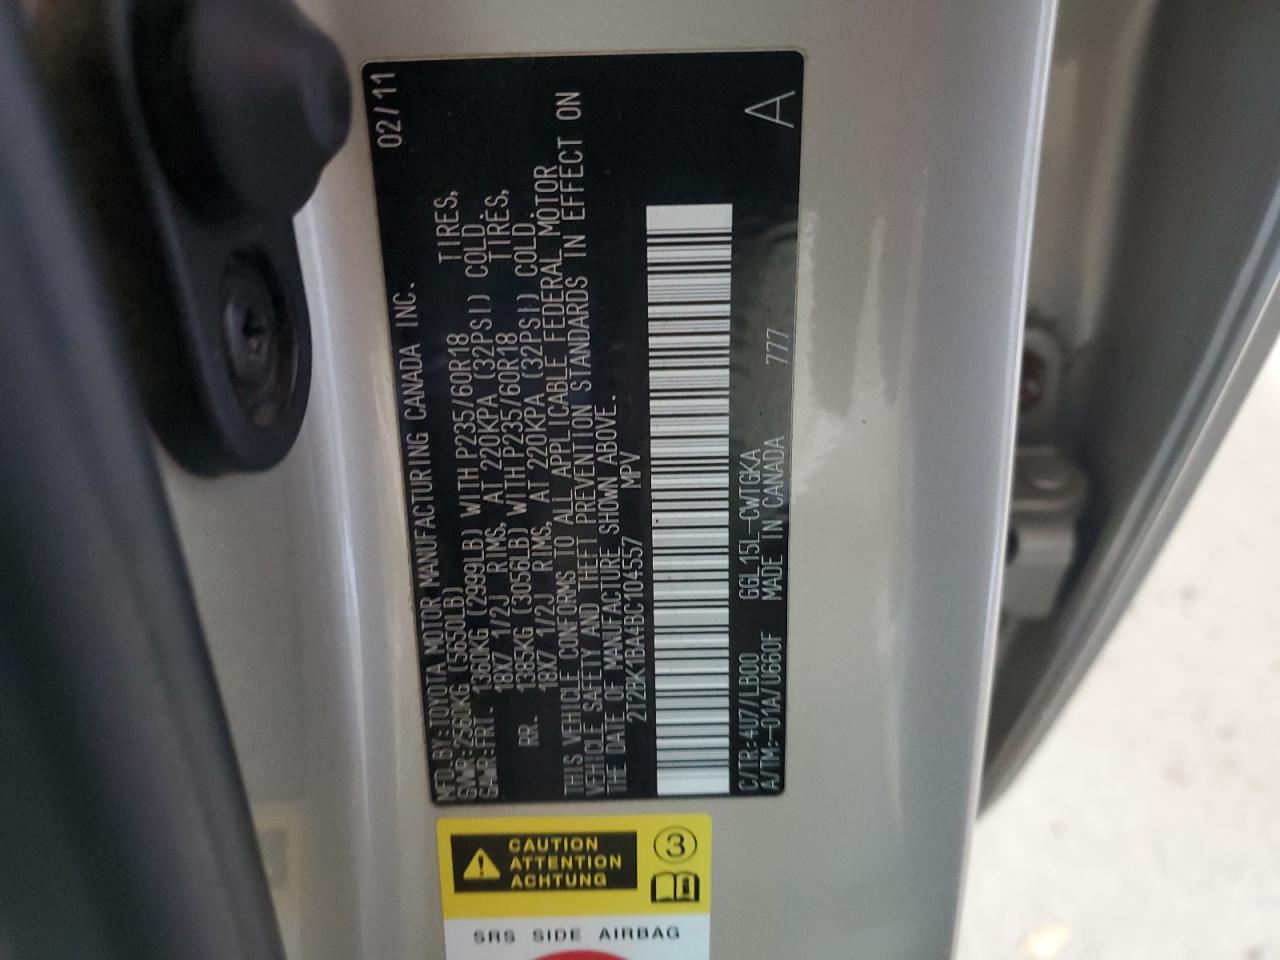 MFD.BY:TOYOTA MOTOR MANUFACTURING CANADA INC. 02/11
GVWR:2560KG (5650LB)
GAWR:FRT. 1360KG (2999LB) WITH P235/60R18 TIRES,
18X7 1/2J RIMS, AT 220KPA (32PSI) COLD.
RR. 1385KG (3056LB) WITH P235/60R18 TIRES,
18X7 1/2J RIMS, AT 220KPA (32PSI) COLD.
THIS VEHICLE CONFORMS TO ALL APPLICABLE FEDERAL MOTOR
VEHICLE SAFETY AND THEFT PREVENTION STANDARDS IN EFFECT ON
THE DATE OF MANUFACTURE SHOWN ABOVE.
2T2BK1BA4BC104557 MPV
C/TR:4U7/LB00 GGL15L-CWTGKA
A/TM:-01A/U660F MADE IN CANADA 777 A
CAUTION
ATTENTION
ACHTUNG
3
SRS SIDE AIRBAG